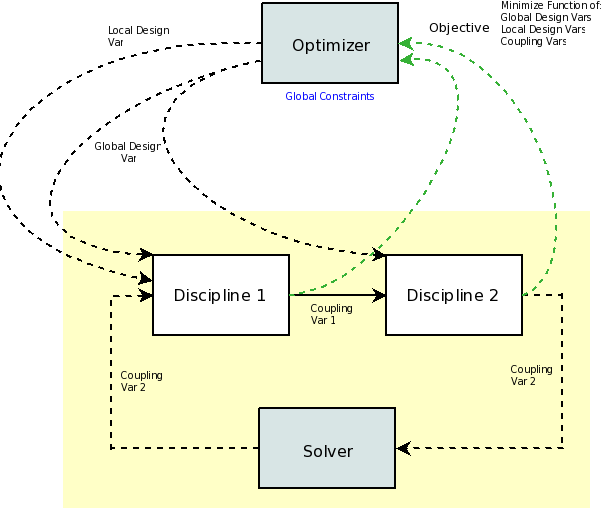 Minimize Function of:
Global Design Vars
Local Design Vars
Coupling Vars
Objective
Local Design
Var
Optimizer
Global Constraints
Global Design
Var
Discipline 1
Discipline 2
Coupling
Var 1
Coupling
Var 2
Coupling
Var 2
Solver